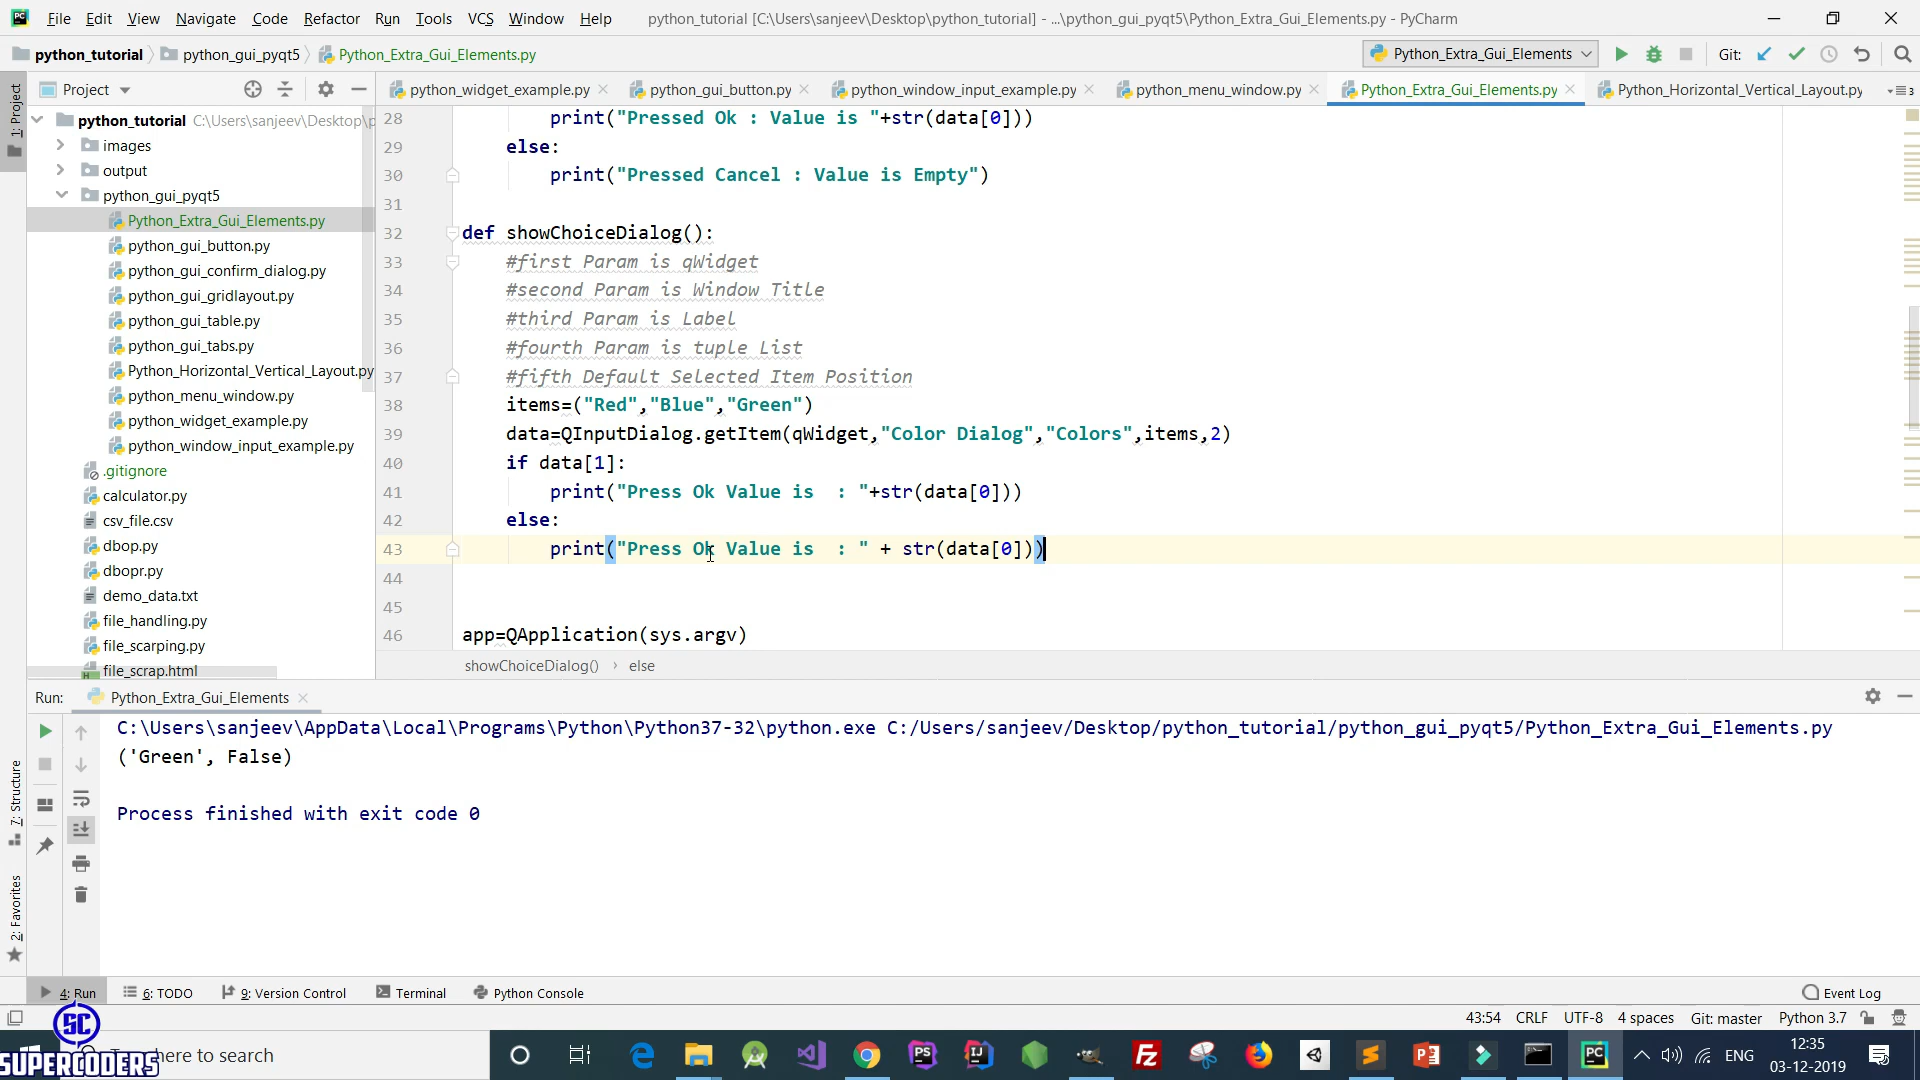 File Edit View Navigate Code Refactor Run Tools VCS Window Help python_tutorial [C:\Users\sanjeev\Desktop\python_tutorial] - ...\python_gui_pyqt5\Python_Extra_Gui_Elements.py - PyCharm
python_tutorial python_gui_pyqt5 Python_Extra_Gui_Elements.py Python_Extra_Gui_Elements Git:
1: Project
Project
python_widget_example.py python_gui_button.py python_window_input_example.py python_menu_window.py Python_Extra_Gui_Elements.py Python_Horizontal_Vertical_Layout.py 3
python_tutorial C:\Users\sanjeev\Desktop\p
images
output
python_gui_pyqt5
Python_Extra_Gui_Elements.py
python_gui_button.py
python_gui_confirm_dialog.py
python_gui_gridlayout.py
python_gui_table.py
python_gui_tabs.py
Python_Horizontal_Vertical_Layout.py
python_menu_window.py
python_widget_example.py
python_window_input_example.py
.gitignore
calculator.py
csv_file.csv
dbop.py
dbopr.py
demo_data.txt
file_handling.py
file_scarping.py
file_scrap.html
28 print("Pressed Ok : Value is "+str(data[0]))
29 else:
30 print("Pressed Cancel : Value is Empty")
31
32 def showChoiceDialog():
33 #first Param is qWidget
34 #second Param is Window Title
35 #third Param is Label
36 #fourth Param is tuple List
37 #fifth Default Selected Item Position
38 items=("Red","Blue","Green")
39 data=QInputDialog.getItem(qWidget,"Color Dialog","Colors",items,2)
40 if data[1]:
41 print("Press Ok Value is  : "+str(data[0]))
42 else:
43 print("Press Ok Value is  : " + str(data[0]))
44
45
46 app=QApplication(sys.argv)
showChoiceDialog() › else
Run: Python_Extra_Gui_Elements
C:\Users\sanjeev\AppData\Local\Programs\Python\Python37-32\python.exe C:/Users/sanjeev/Desktop/python_tutorial/python_gui_pyqt5/Python_Extra_Gui_Elements.py
('Green', False)
Process finished with exit code 0
7: Structure
2: Favorites
4: Run 6: TODO 9: Version Control Terminal Python Console Event Log
43:54 CRLF UTF-8 4 spaces Git: master Python 3.7
SC
SUPERCODERS
here to search
ENG
12:35
03-12-2019